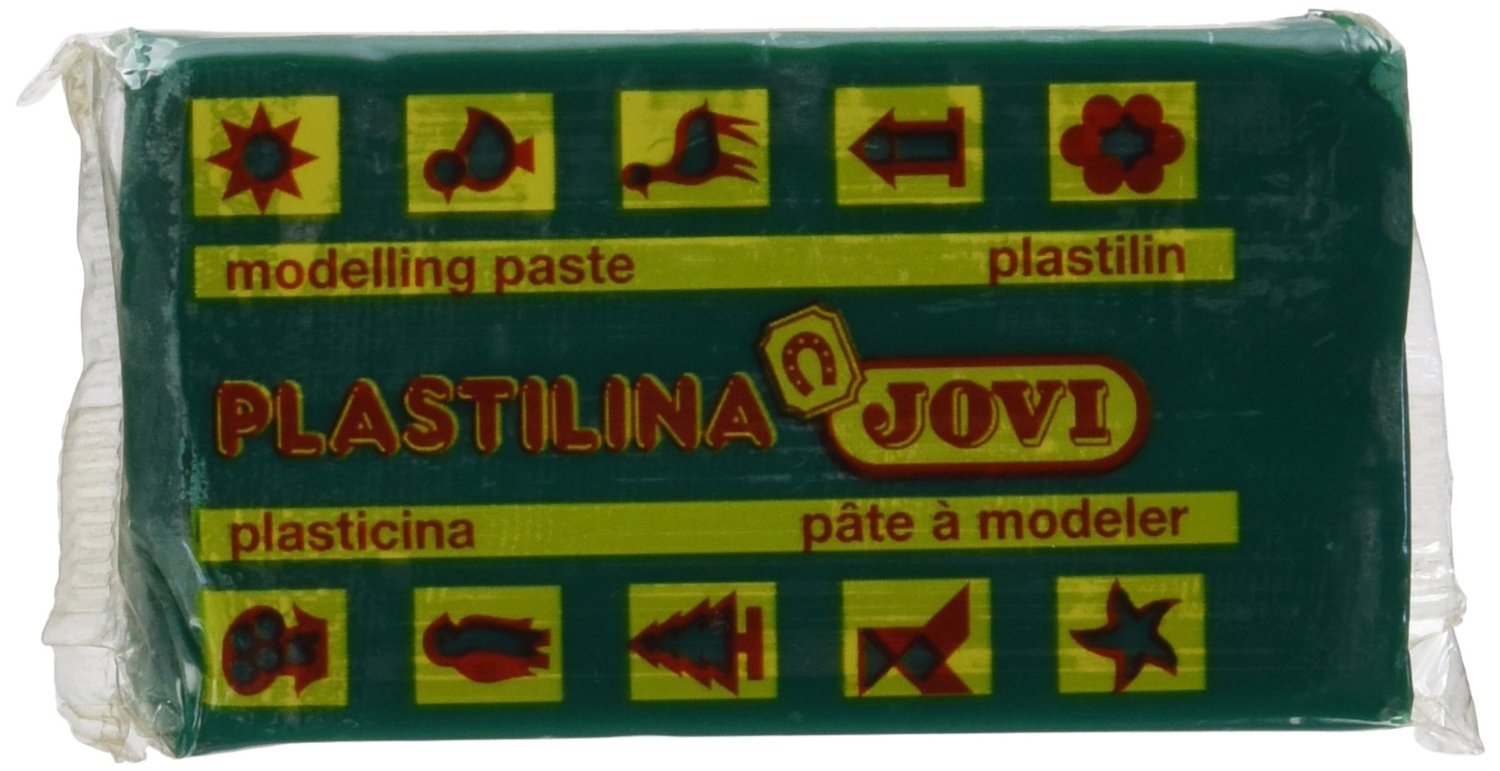 modelling paste plastilin
PLASTILINA JOVI
plasticina pâte à modeler